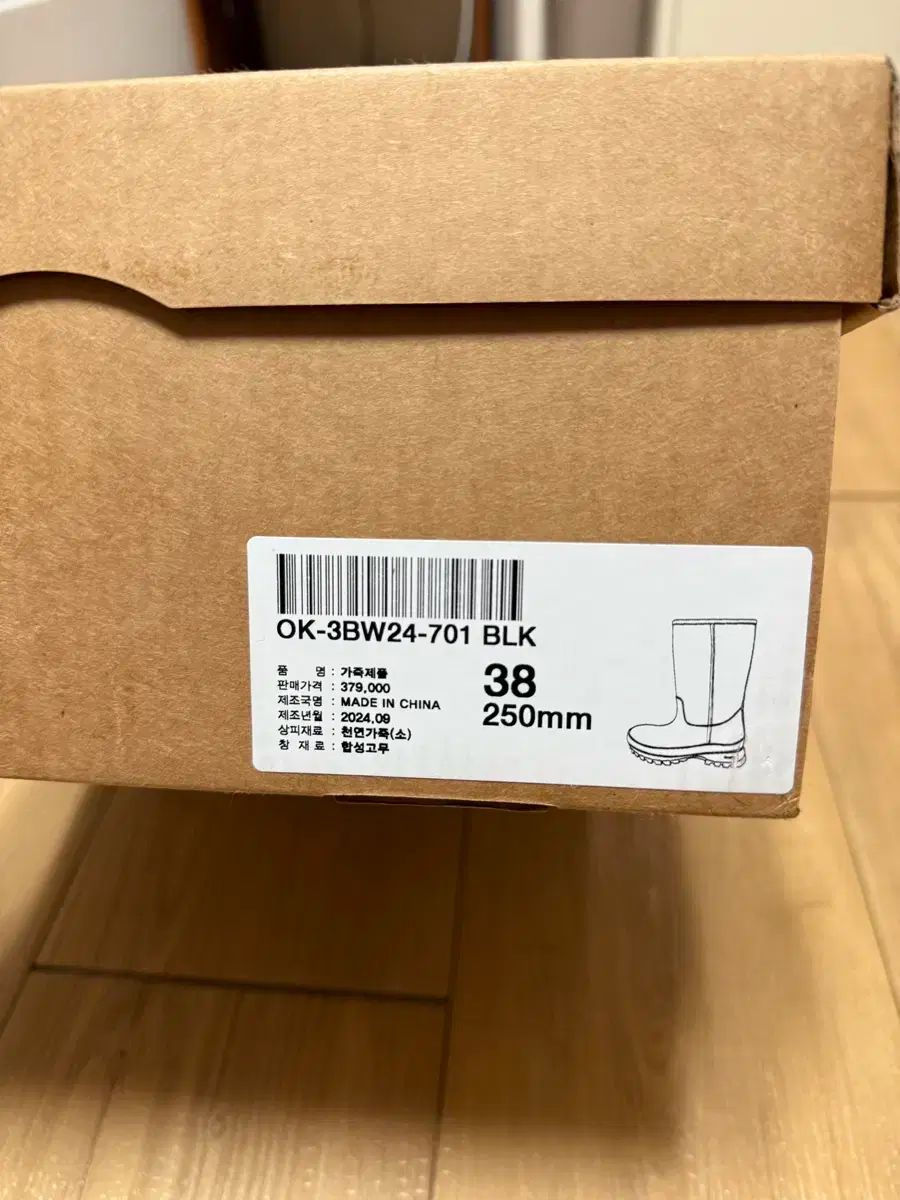 OK-3BW24-701 BLK
품 명 : 가죽제품
판매가격 : 379,000
제조국명 : MADE IN CHINA
제조년월 : 2024.09
상피재료 : 천연가죽(소)
창 재 료 : 합성고무
38
250mm